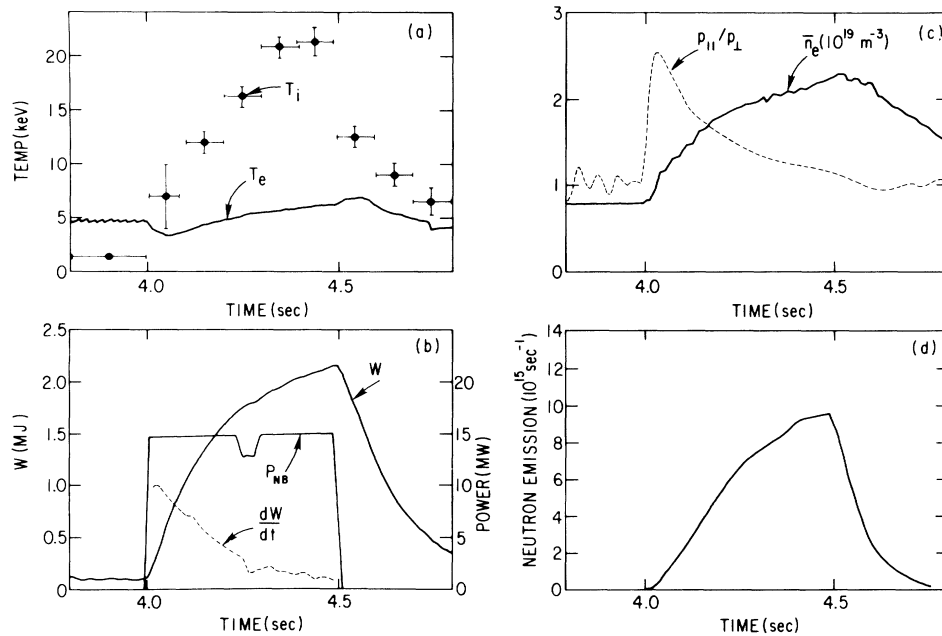 (a)
20
15
10
5
0
TEMP(keV)
T_i
T_e
4.0
4.5
TIME(sec)
(c)
3
2
1
0
p_∥/p_⊥
n̄_e(10^19 m^-3)
4.0
4.5
TIME(sec)
(b)
2.5
2.0
1.5
1.0
0.5
0
W(MJ)
W
P_NB
dW
dt
20
15
10
5
0
POWER(MW)
4.0
4.5
TIME(sec)
(d)
14
12
10
8
6
4
2
0
NEUTRON EMISSION (10^15 sec^-1)
4.0
4.5
TIME(sec)